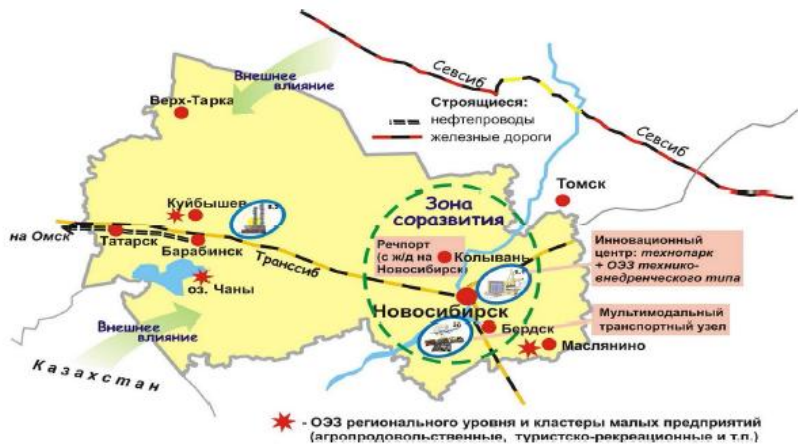 Севсиб
Внешнее
влияние
Верх-Тарка
Строящиеся:
нефтепроводы
железные дороги
Севсиб
Томск
Зона
соразвития
Куйбышев
на Омск
Татарск
Барабинск
Транссиб
Речпорт
(с ж/д на
Новосибирск)
Колывань
Инновационный
центр: технопарк
+ ОЭЗ технико-
внедренческого типа
оз. Чаны
Новосибирск
Мультимодальный
транспортный узел
Бердск
Маслянино
Внешнее
влияние
Казахстан
- ОЭЗ регионального уровня и кластеры малых предприятий
(агропродовольственные, туристско-рекреационные и т.п.)